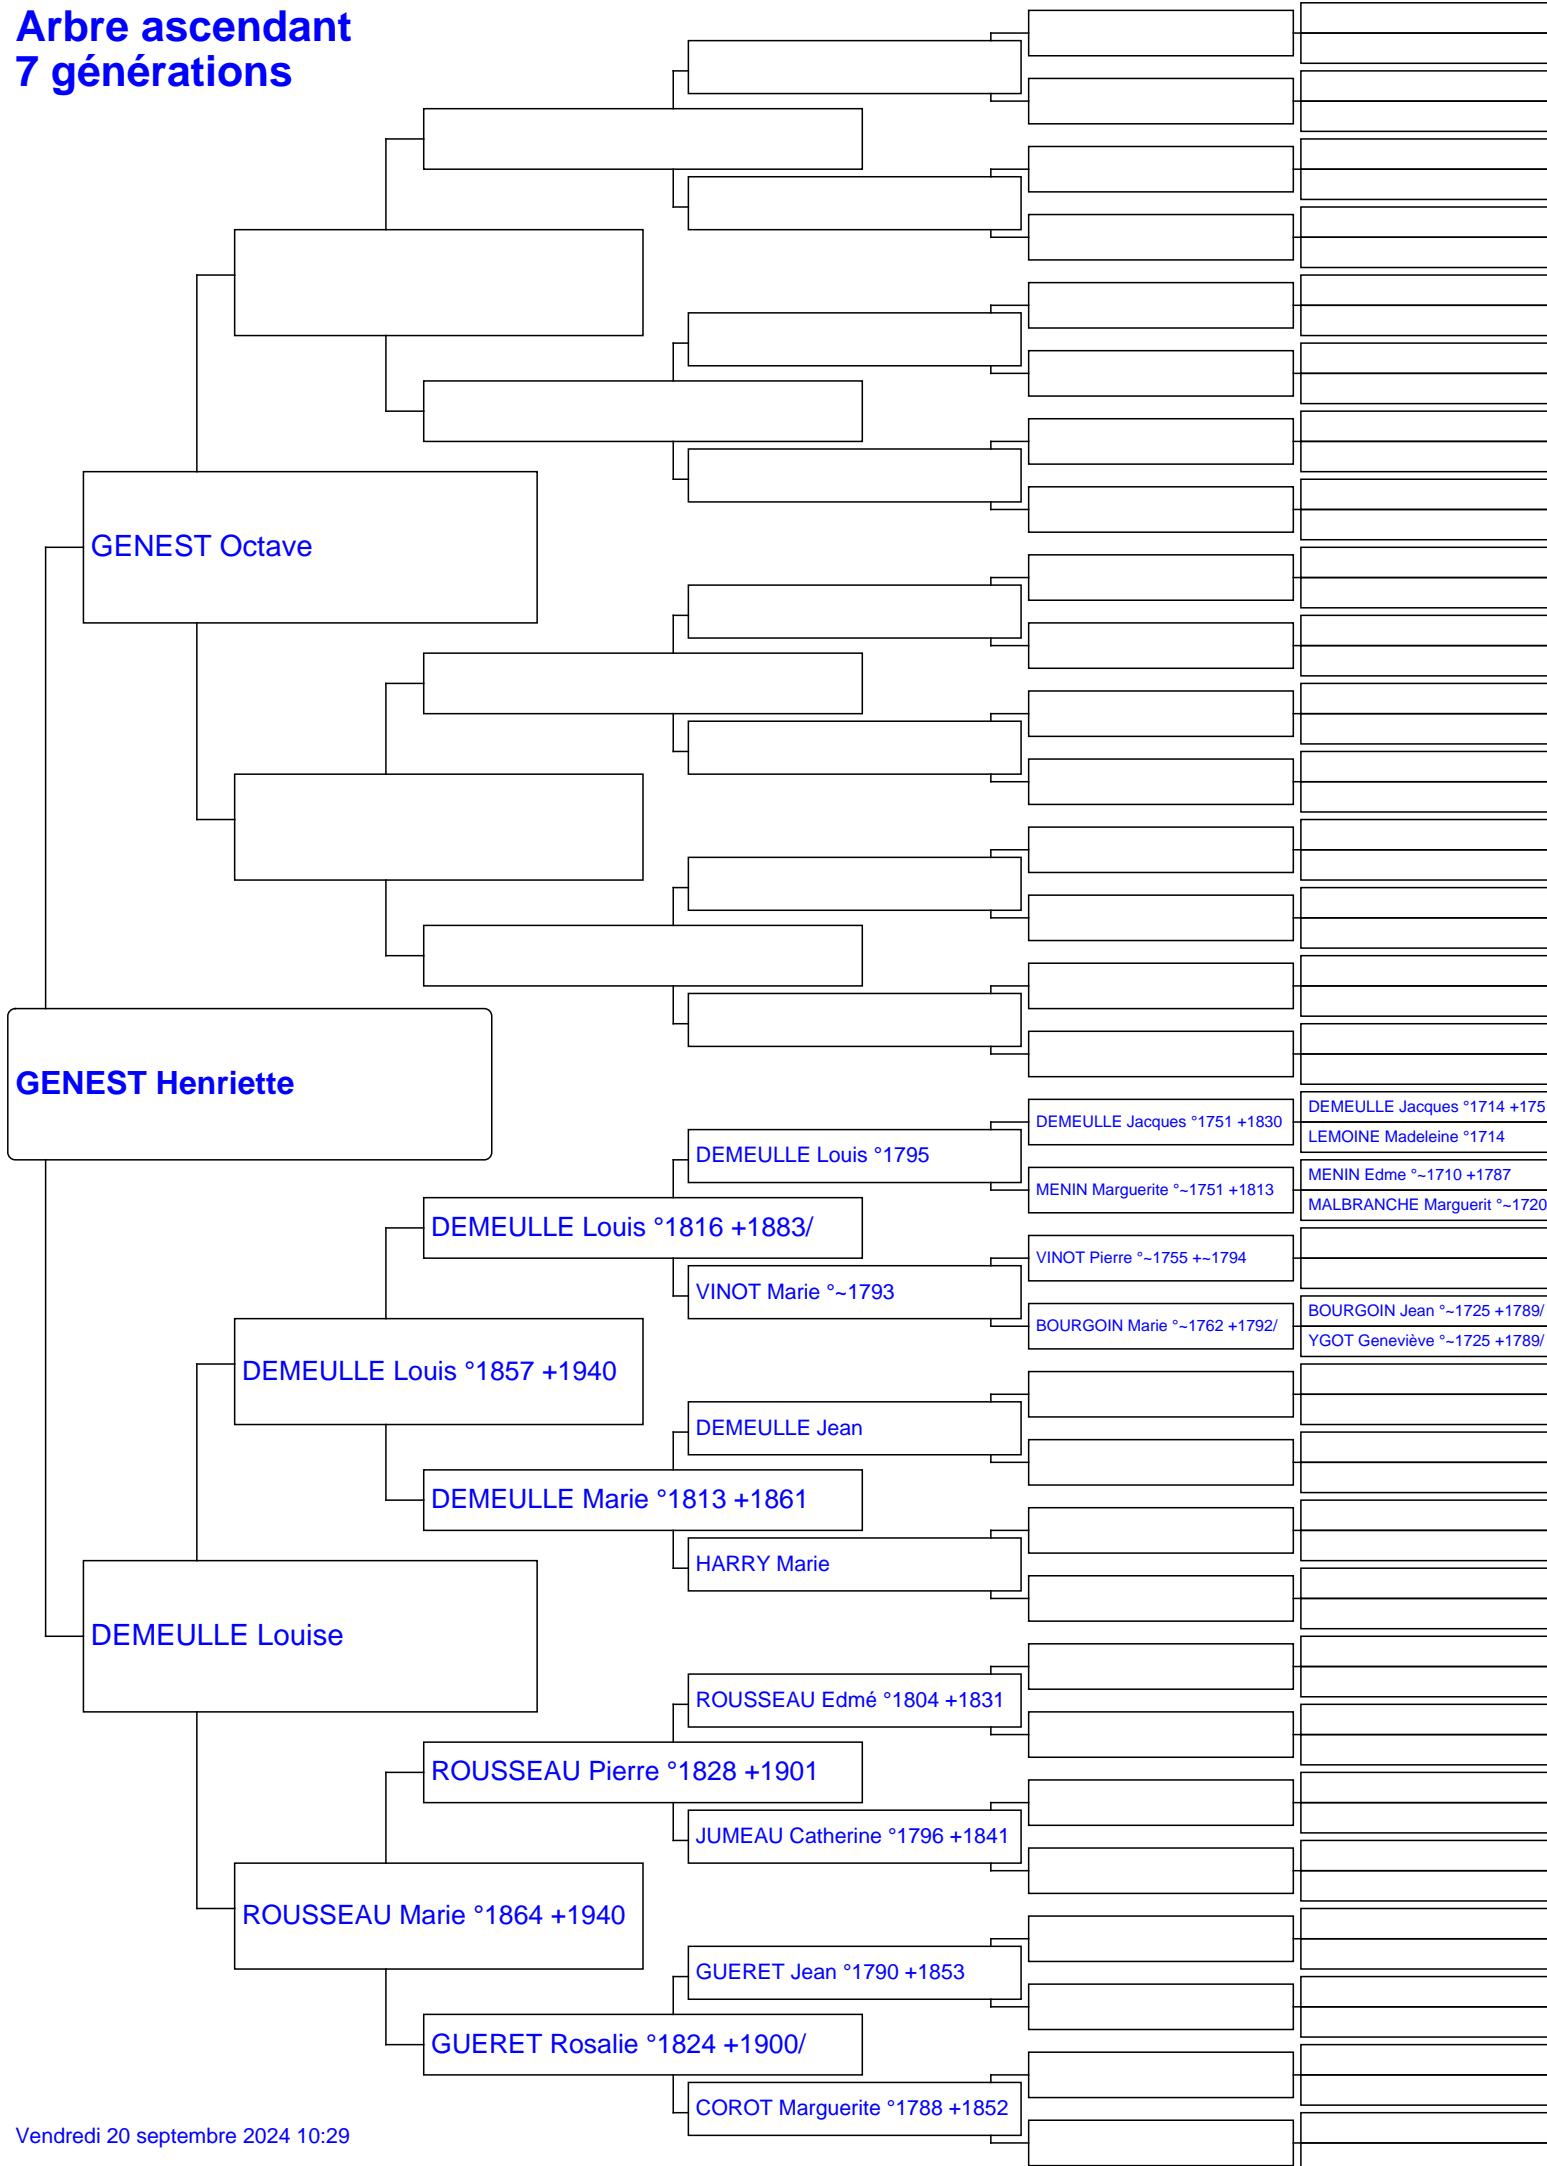 Arbre ascendant
7 générations
GENEST Octave
GENEST Henriette
DEMEULLE Jacques °1751 +1830
DEMEULLE Jacques °1714 +175
LEMOINE Madeleine °1714
DEMEULLE Louis °1795
MENIN Marguerite °~1751 +1813
MENIN Edme °~1710 +1787
MALBRANCHE Marguerit °~1720
DEMEULLE Louis °1816 +1883/
VINOT Pierre °~1755 +~1794
VINOT Marie °~1793
BOURGOIN Marie °~1762 +1792/
BOURGOIN Jean °~1725 +1789/
YGOT Geneviève °~1725 +1789/
DEMEULLE Louis °1857 +1940
DEMEULLE Jean
DEMEULLE Marie °1813 +1861
HARRY Marie
DEMEULLE Louise
ROUSSEAU Edmé °1804 +1831
ROUSSEAU Pierre °1828 +1901
JUMEAU Catherine °1796 +1841
ROUSSEAU Marie °1864 +1940
GUERET Jean °1790 +1853
GUERET Rosalie °1824 +1900/
COROT Marguerite °1788 +1852
Vendredi 20 septembre 2024 10:29